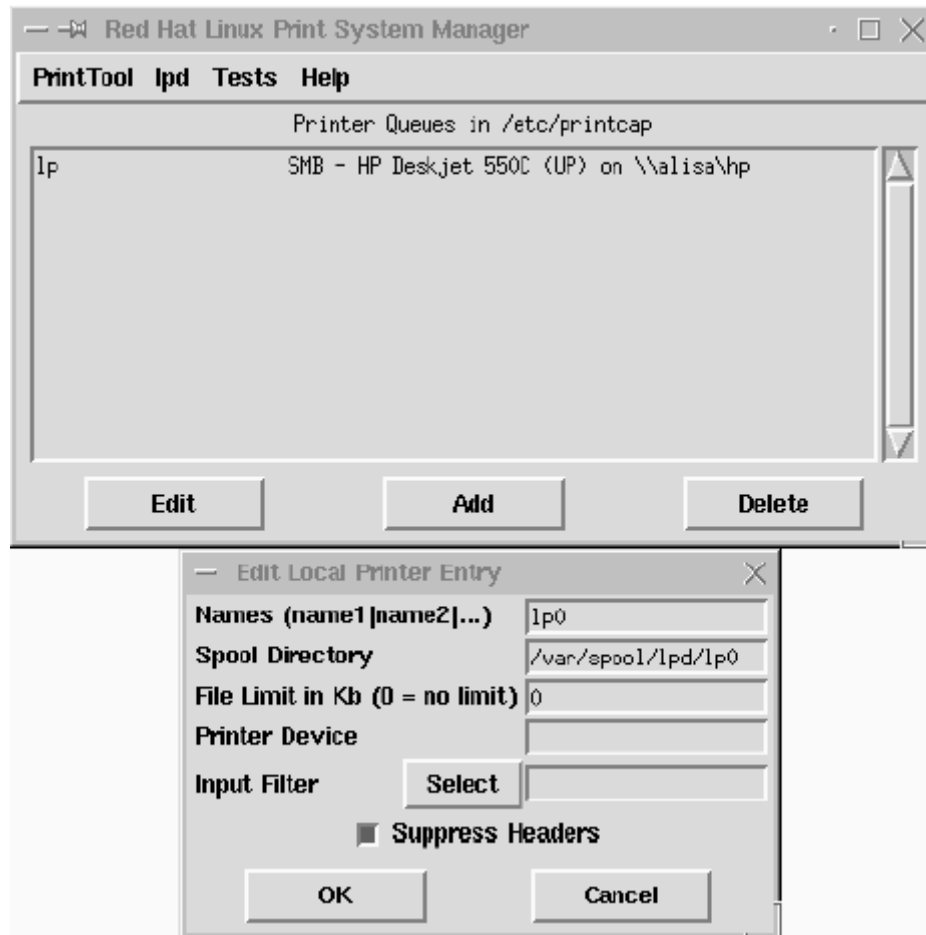 Red Hat Linux Print System Manager
PrintTool lpd Tests Help
Printer Queues in /etc/printcap
lp SMB - HP Deskjet 550C (UP) on \\alisa\hp
Edit Add Delete
Edit Local Printer Entry
Names (name1|name2|...) lp0
Spool Directory /var/spool/lpd/lp0
File Limit in Kb (0 = no limit) 0
Printer Device
Input Filter Select
Suppress Headers
OK Cancel